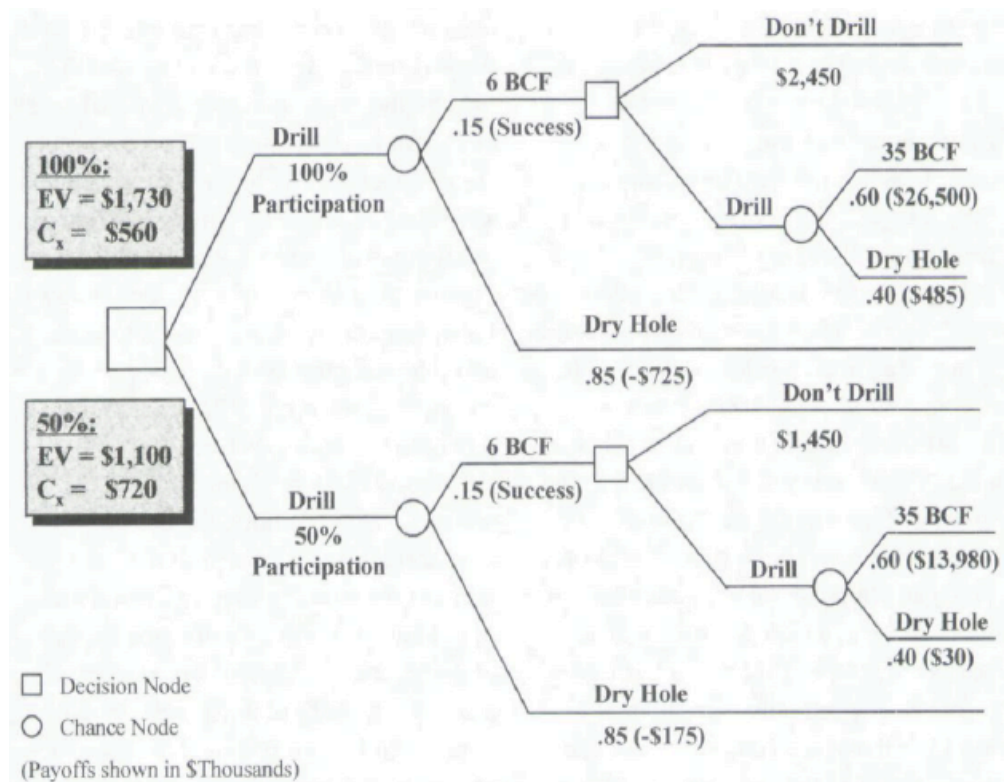 Don't Drill
$2,450
6 BCF
.15 (Success)
Drill
100%
Participation
35 BCF
.60 ($26,500)
Drill
Dry Hole
.40 ($485)
Dry Hole
.85 (-$725)
100%:
EV = $1,730
Cx = $560
50%:
EV = $1,100
Cx = $720
Don't Drill
$1,450
6 BCF
.15 (Success)
Drill
50%
Participation
35 BCF
.60 ($13,980)
Drill
Dry Hole
.40 ($30)
Dry Hole
.85 (-$175)
Decision Node
Chance Node
(Payoffs shown in $Thousands)